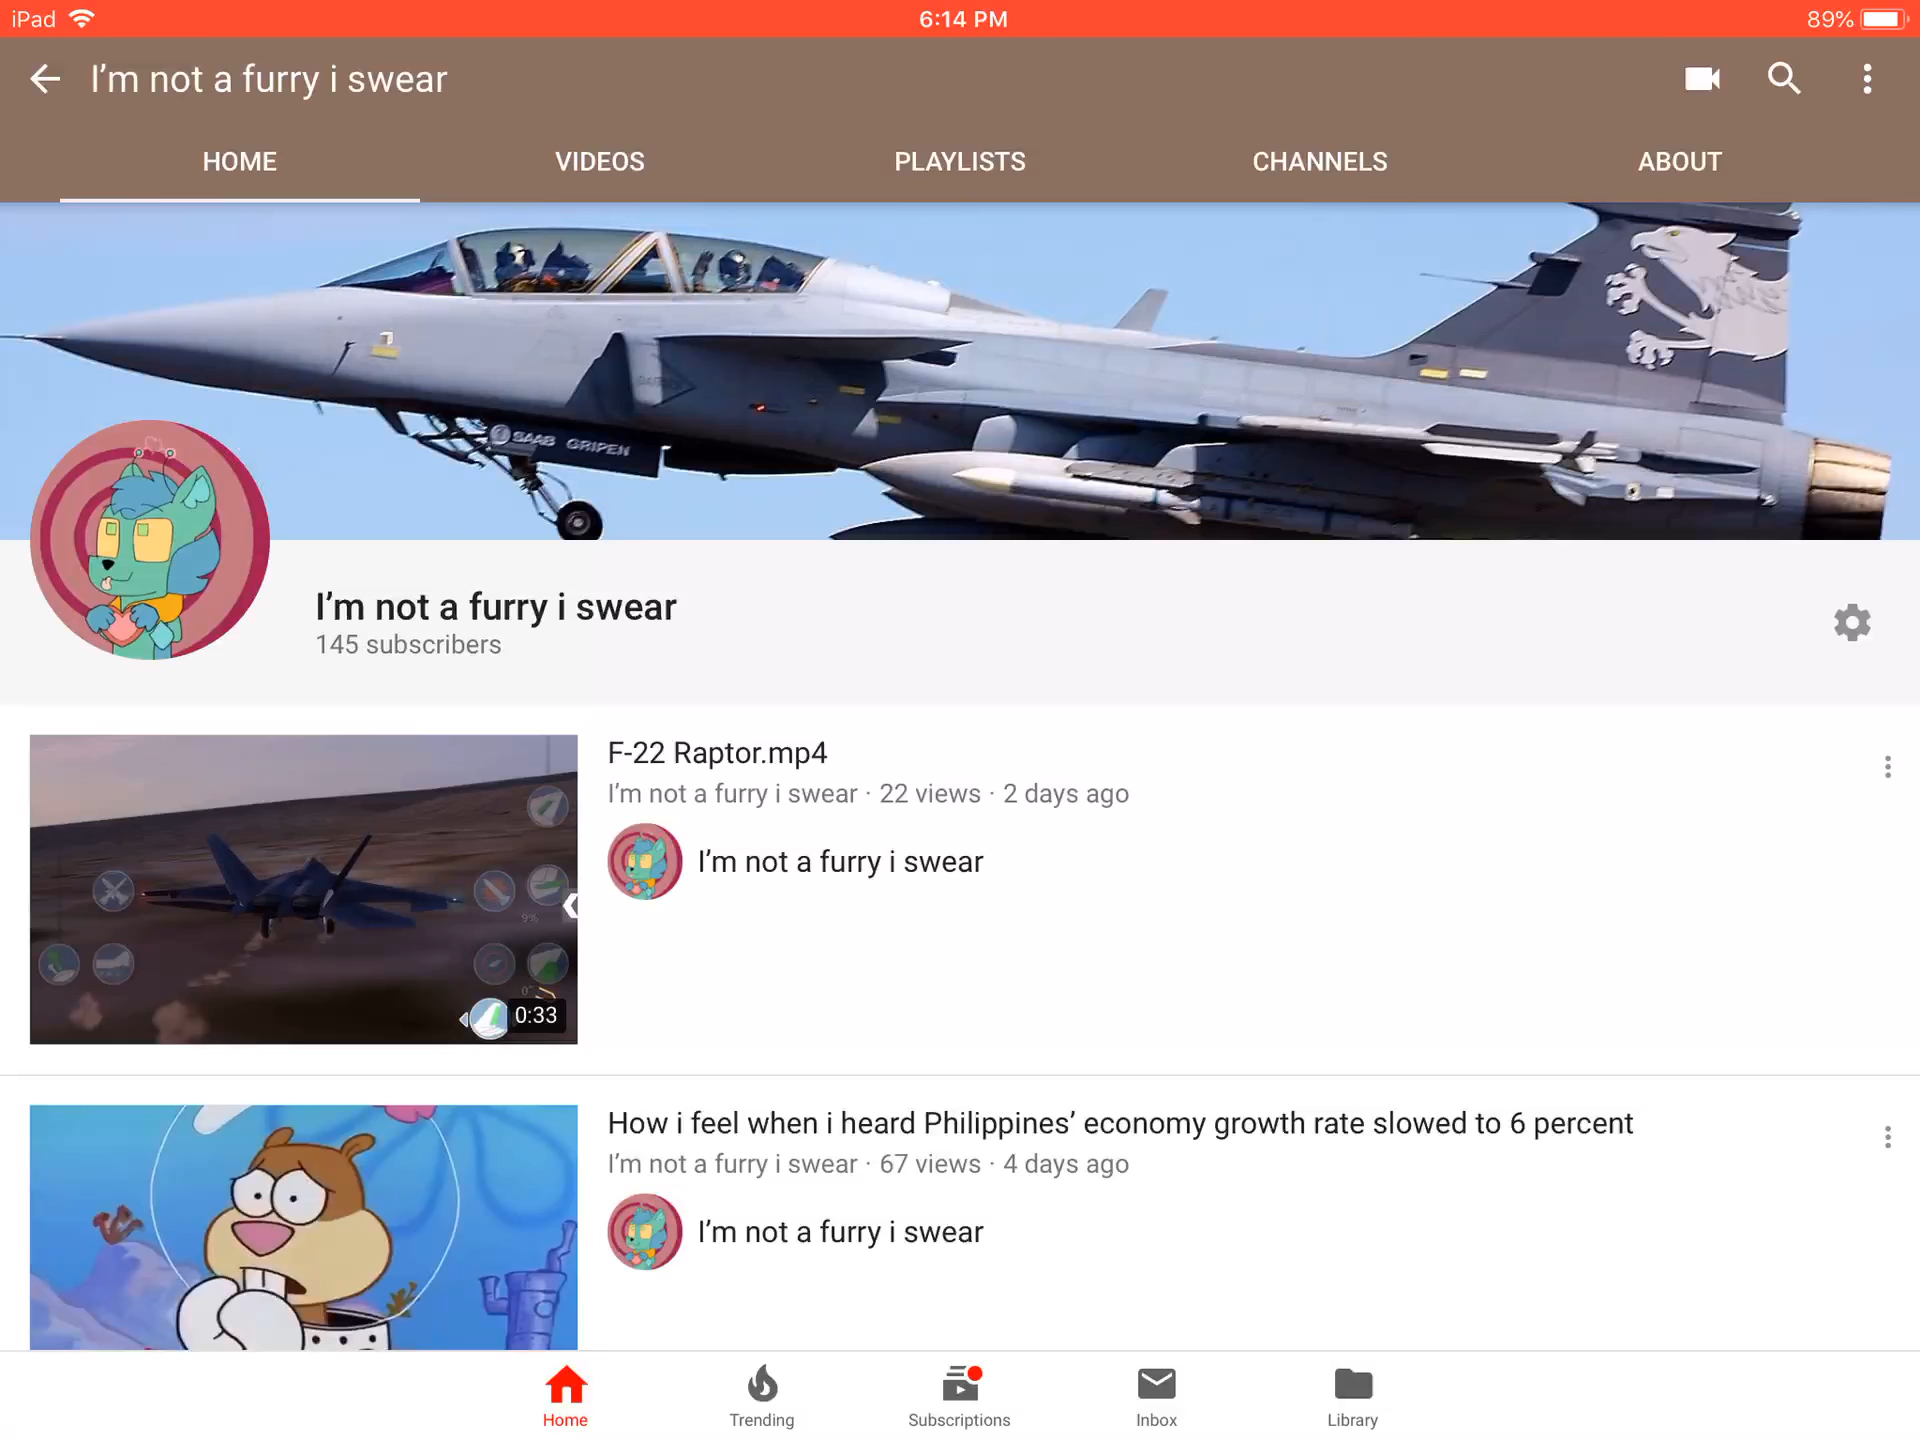 iPad
6:14 PM
89%
I'm not a furry i swear
HOME
VIDEOS
PLAYLISTS
CHANNELS
ABOUT
SAAB GRIPEN
I'm not a furry i swear
145 subscribers
F-22 Raptor.mp4
I'm not a furry i swear · 22 views · 2 days ago
I'm not a furry i swear
9%
0:33
How i feel when i heard Philippines' economy growth rate slowed to 6 percent
I'm not a furry i swear · 67 views · 4 days ago
I'm not a furry i swear
Home
Trending
Subscriptions
Inbox
Library